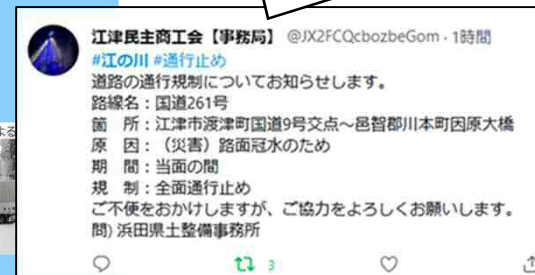 江津民主商工会【事務局】 @JX2FCQcbozbeGom・1時間
#江の川 #通行止め
道路の通行規制についてお知らせします。
路線名：国道261号
箇　所：江津市渡津町国道9号交点～邑智郡川本町因原大橋
原　因：（災害）路面冠水のため
期　間：当面の間
規　制：全面通行止め
ご不便をおかけしますが、ご協力をよろしくお願いします。
問) 浜田県土整備事務所
3
よる